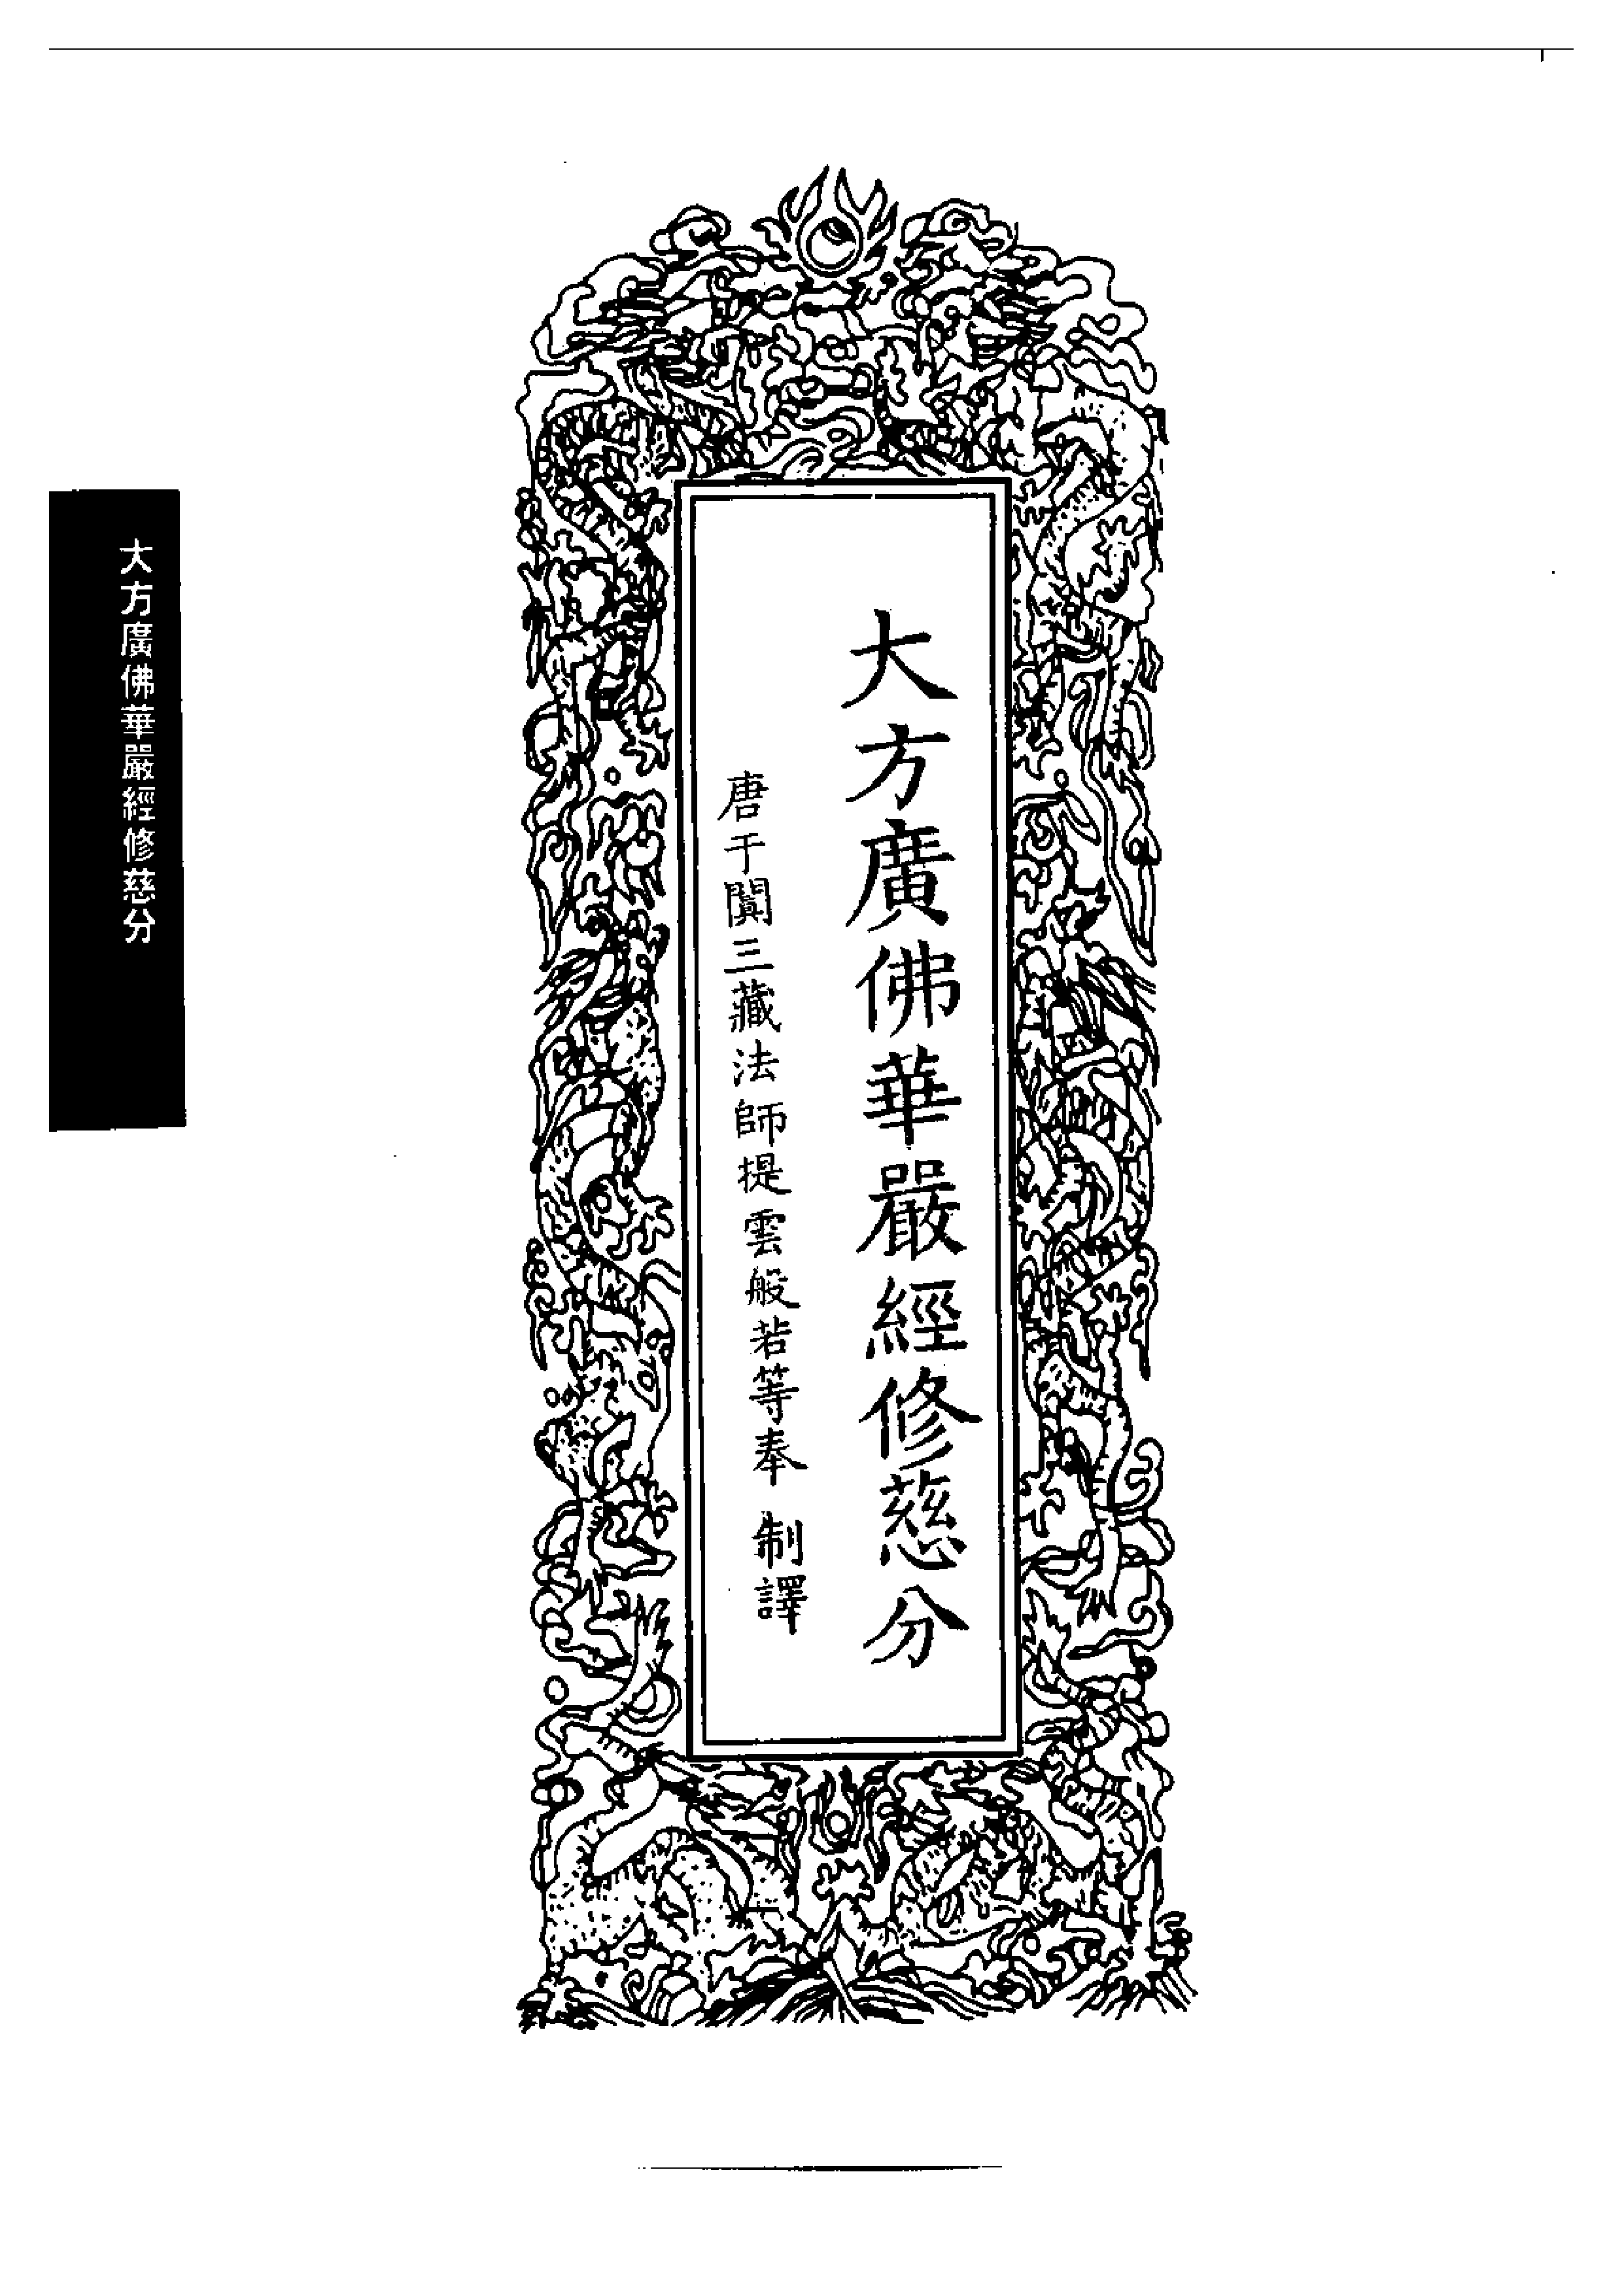 大方廣佛華嚴經修慈分
唐于闐三藏法師提雲般若等奉 制譯
大方廣佛華嚴經修慈分